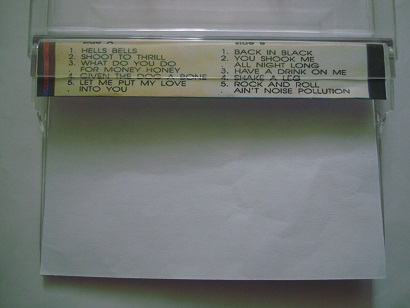 SIDE A
1. HELLS BELLS
2. SHOOT TO THRILL
3. WHAT DO YOU DO
FOR MONEY HONEY
4. GIVEN THE DOG A BONE
5. LET ME PUT MY LOVE
. INTO YOU
SIDE B
1. BACK IN BLACK
2. YOU SHOOK ME
ALL NIGHT LONG
3. HAVE A DRINK ON ME
4. SHAKE A LEG
5. ROCK AND ROLL
. AIN'T NOISE POLLUTION